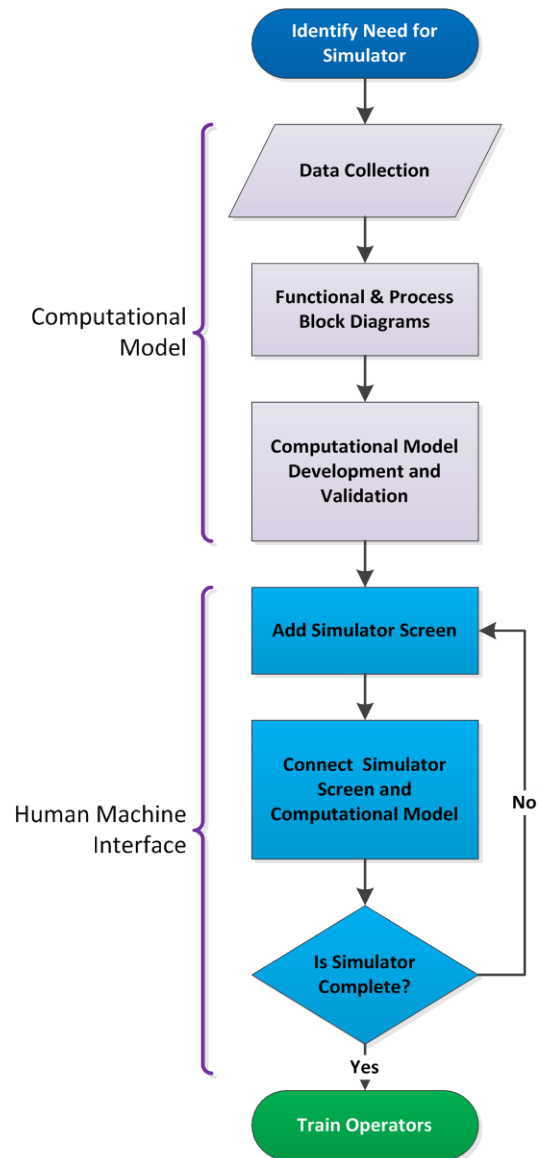 Identify Need for
Simulator
Data Collection
Computational
Model
Functional & Process
Block Diagrams
Computational Model
Development and
Validation
Add Simulator Screen
Human Machine
Interface
Connect Simulator
Screen and
Computational Model
No
Is Simulator
Complete?
Yes
Train Operators